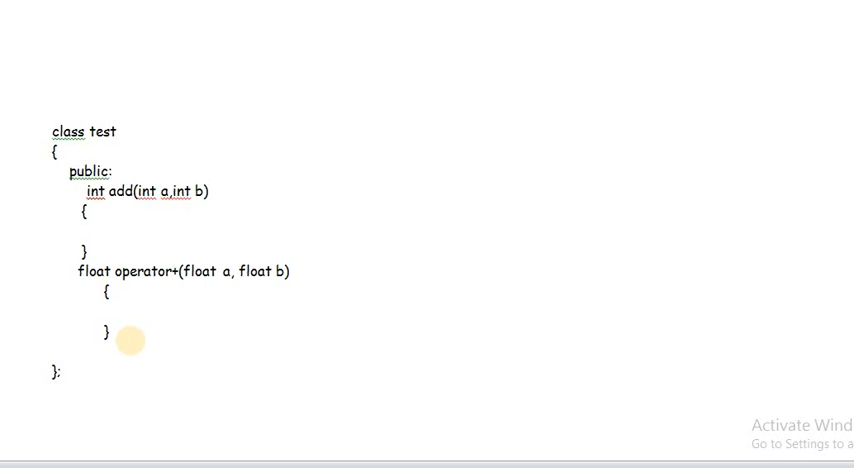 class test
{
public:
int add(int a,int b)
{
}
float operator+(float a, float b)
{
}
};
Activate Wind
Go to Settings to a